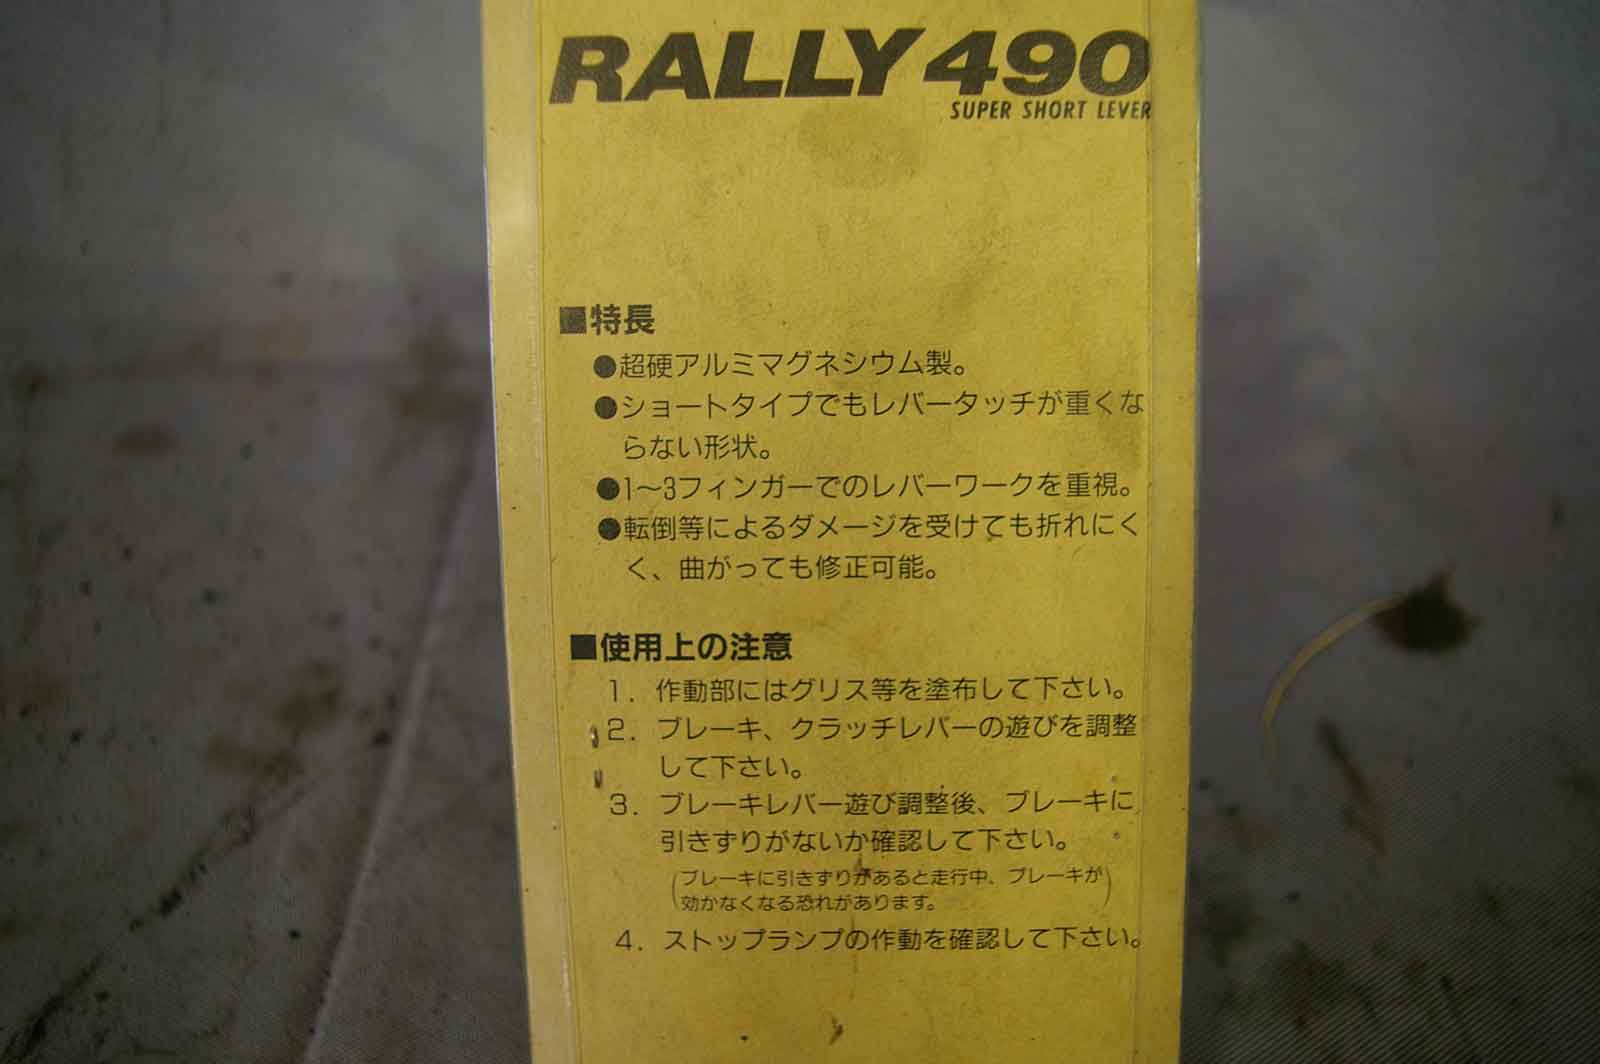 RALLY 490
SUPER SHORT LEVER
■特長
●超硬アルミマグネシウム製。
●ショートタイプでもレバータッチが重くな
らない形状。
●1〜3フィンガーでのレバーワークを重視。
●転倒等によるダメージを受けても折れにく
く、曲がっても修正可能。
■使用上の注意
1. 作動部にはグリス等を塗布して下さい。
2. ブレーキ、クラッチレバーの遊びを調整
して下さい。
3. ブレーキレバー遊び調整後、ブレーキに
引きずりがないか確認して下さい。
(ブレーキに引きずりがあると走行中、ブレーキが
効かなくなる恐れがあります。)
4. ストップランプの作動を確認して下さい。